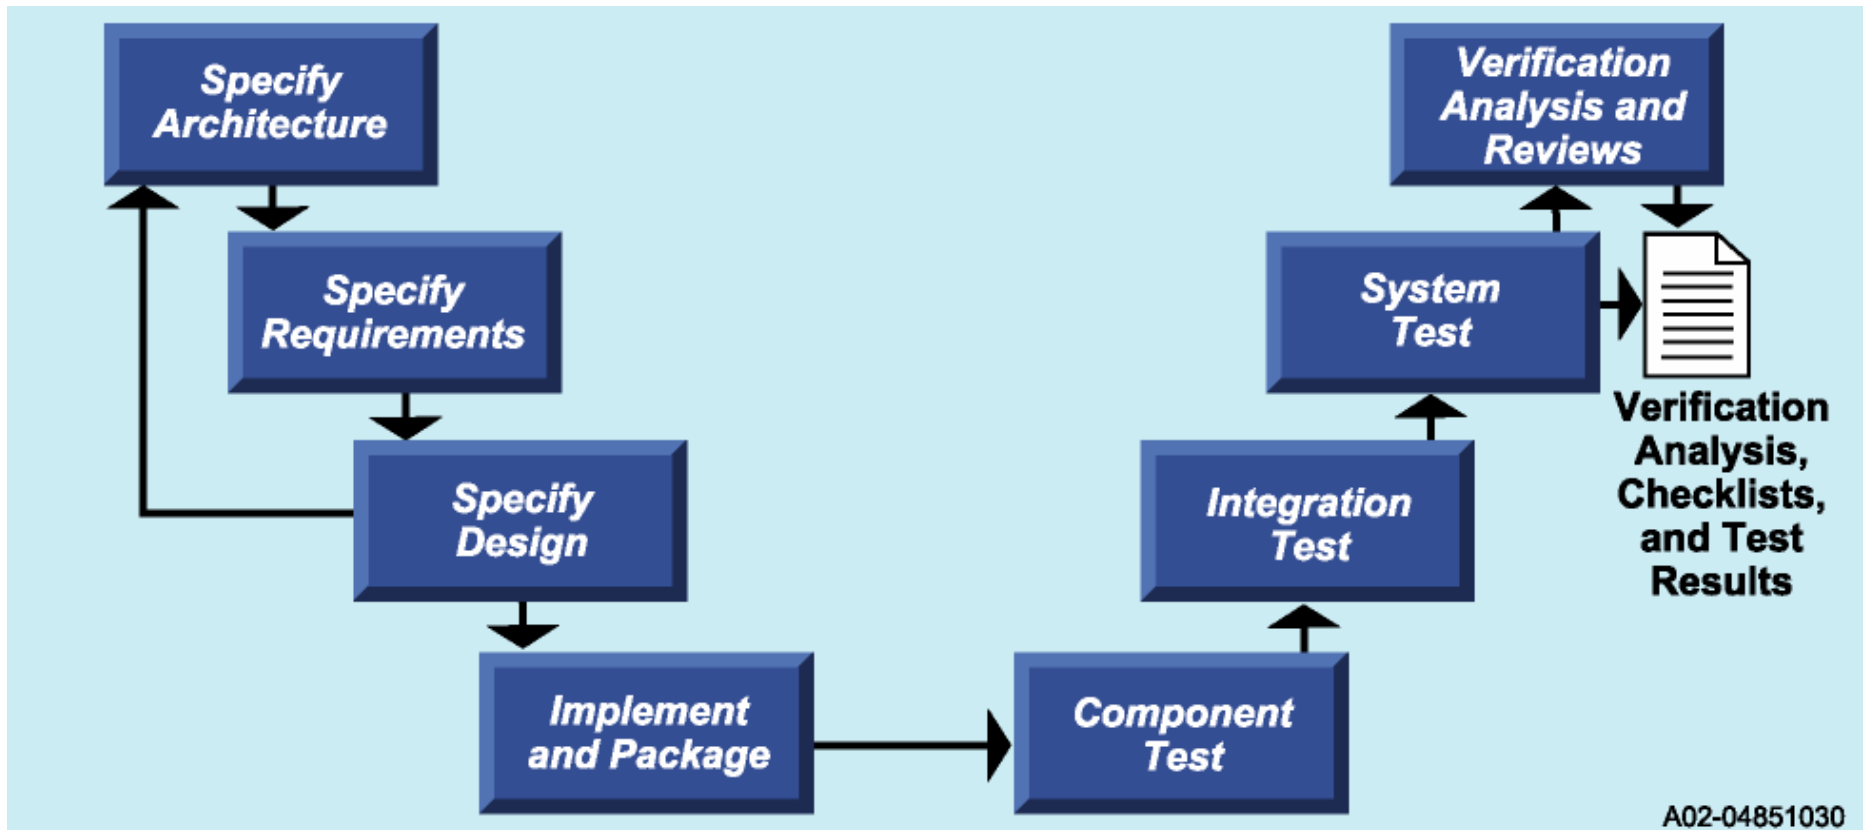 Specify
Architecture
Specify
Requirements
Specify
Design
Implement
and Package
Component
Test
Integration
Test
System
Test
Verification
Analysis and
Reviews
Verification
Analysis,
Checklists,
and Test
Results
A02-04851030